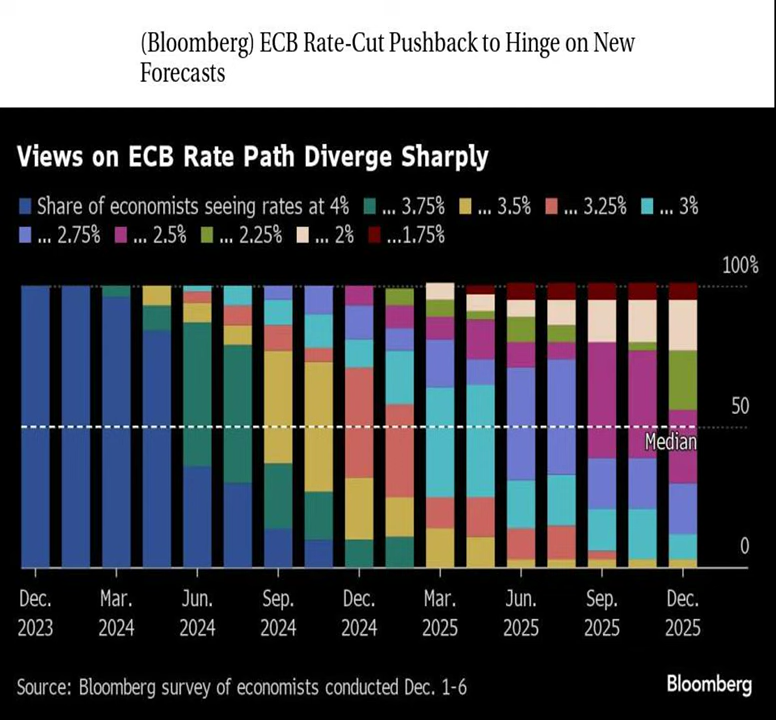 (Bloomberg) ECB Rate-Cut Pushback to Hinge on New
Forecasts
Views on ECB Rate Path Diverge Sharply
Share of economists seeing rates at 4% ... 3.75% ... 3.5% ... 3.25% ... 3%
... 2.75% ... 2.5% ... 2.25% ... 2% ...1.75%
100%
50
Median
0
Dec. Mar. Jun. Sep. Dec. Mar. Jun. Sep. Dec.
2023 2024 2024 2024 2024 2025 2025 2025 2025
Source: Bloomberg survey of economists conducted Dec. 1-6
Bloomberg